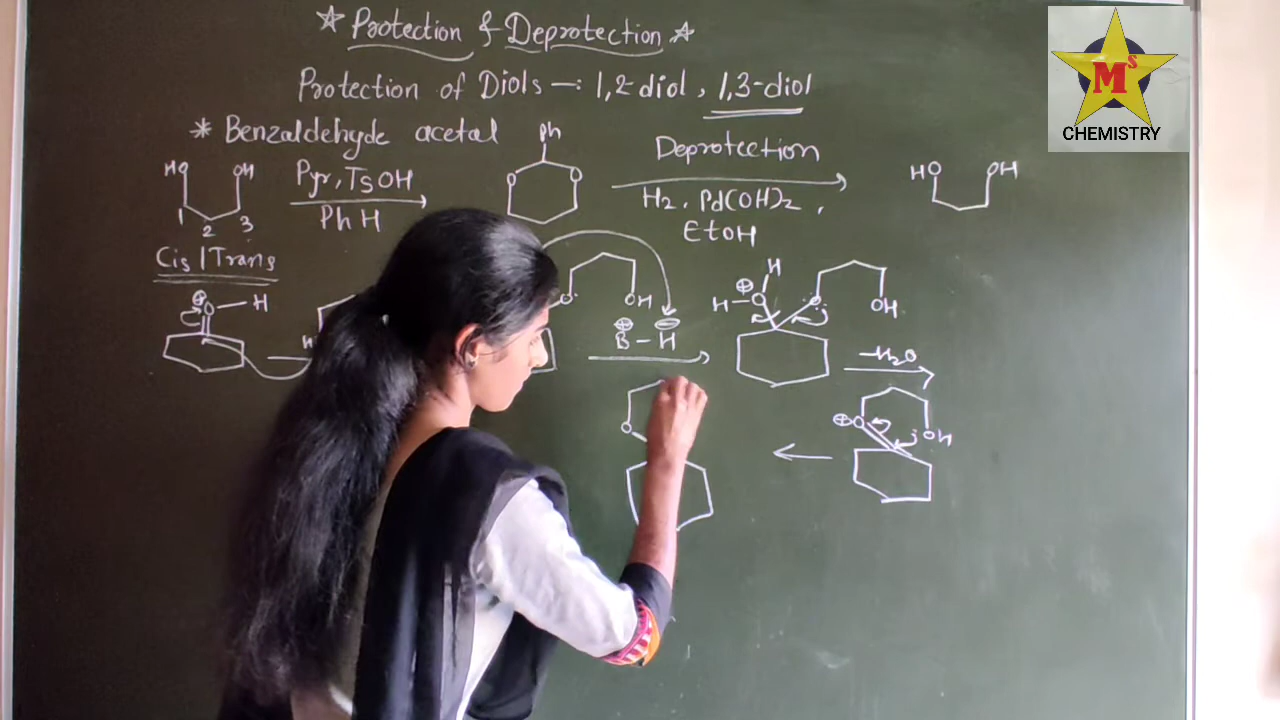 ☆ Protection & Deprotection ☆
Protection of Diols — : 1,2-diol , 1,3-diol
* Benzaldehyde acetal
Ph
Deprotection
HO OH
Pyr, TsOH
PhH
O O
H2, Pd(OH)2,
EtOH
HO OH
1 2 3
Cis/Trans
⊕ O - H
H
O OH
⊕ ⊖
B - H
H
H - O ⊕ O OH
-H2O
O
⊕ O OH
MS
CHEMISTRY